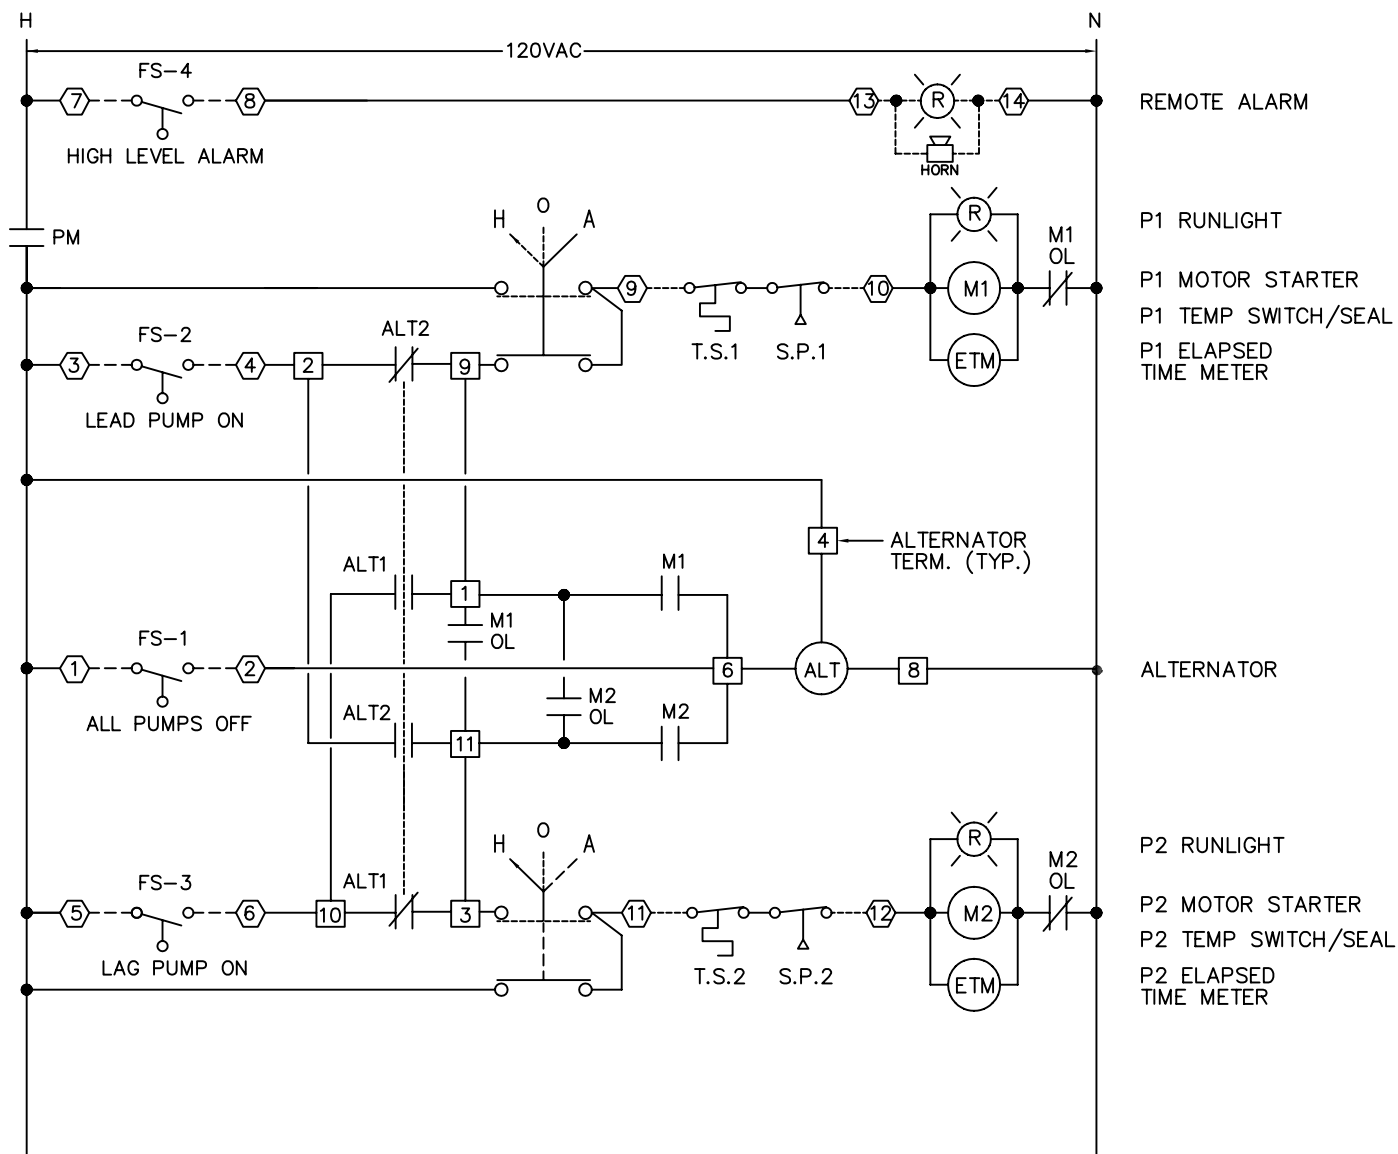 H
N
120VAC
FS-4
7
8
13
R
14
REMOTE ALARM
HIGH LEVEL ALARM
HORN
PM
H
O
A
R
P1 RUNLIGHT
M1
OL
9
10
M1
P1 MOTOR STARTER
P1 TEMP SWITCH/SEAL
FS-2
ALT2
T.S.1
S.P.1
3
4
2
9
ETM
P1 ELAPSED
TIME METER
LEAD PUMP ON
4
ALTERNATOR
TERM. (TYP.)
ALT1
1
M1
M1
OL
FS-1
1
2
6
ALT
8
ALTERNATOR
ALL PUMPS OFF
M2
OL
ALT2
11
M2
H
O
A
R
P2 RUNLIGHT
M2
OL
FS-3
ALT1
5
6
10
3
11
12
M2
P2 MOTOR STARTER
P2 TEMP SWITCH/SEAL
LAG PUMP ON
T.S.2
S.P.2
ETM
P2 ELAPSED
TIME METER